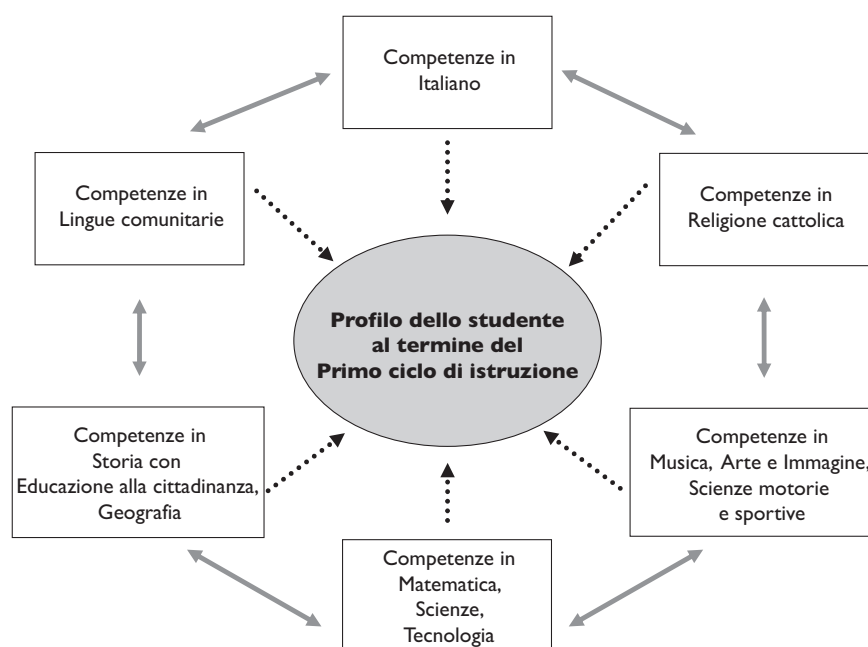 Competenze in
Italiano
Competenze in
Lingue comunitarie
Competenze in
Religione cattolica
Profilo dello studente
al termine del
Primo ciclo di istruzione
Competenze in
Storia con
Educazione alla cittadinanza,
Geografia
Competenze in
Musica, Arte e Immagine,
Scienze motorie
e sportive
Competenze in
Matematica,
Scienze,
Tecnologia